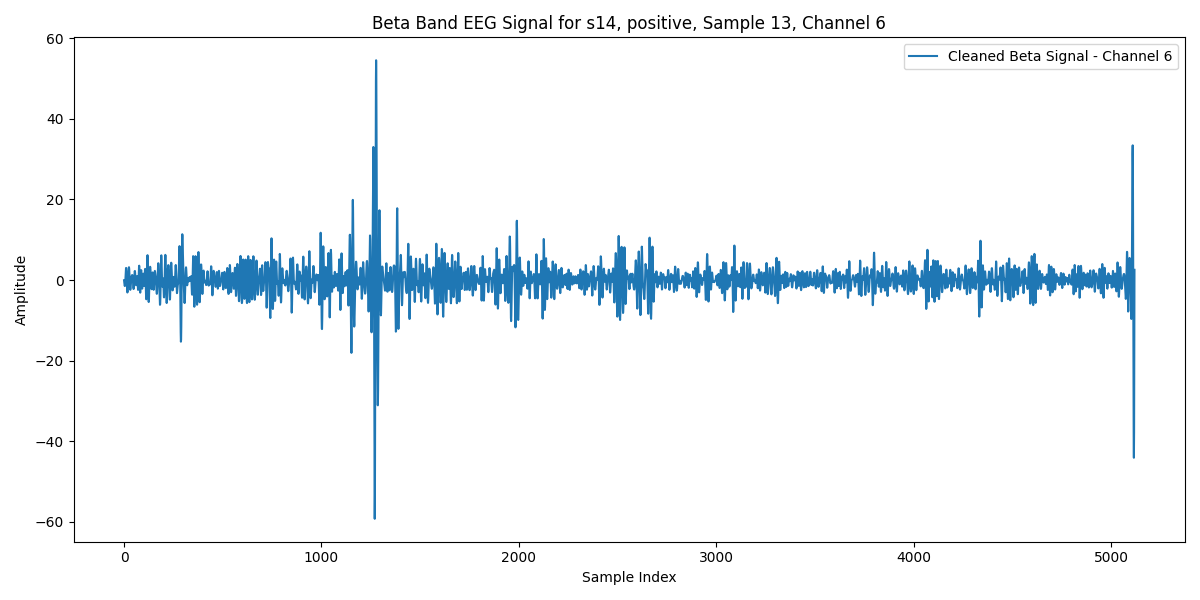 Beta Band EEG Signal for s14, positive, Sample 13, Channel 6
Cleaned Beta Signal - Channel 6
Amplitude
60
40
20
0
−20
−40
−60
0 1000 2000 3000 4000 5000
Sample Index